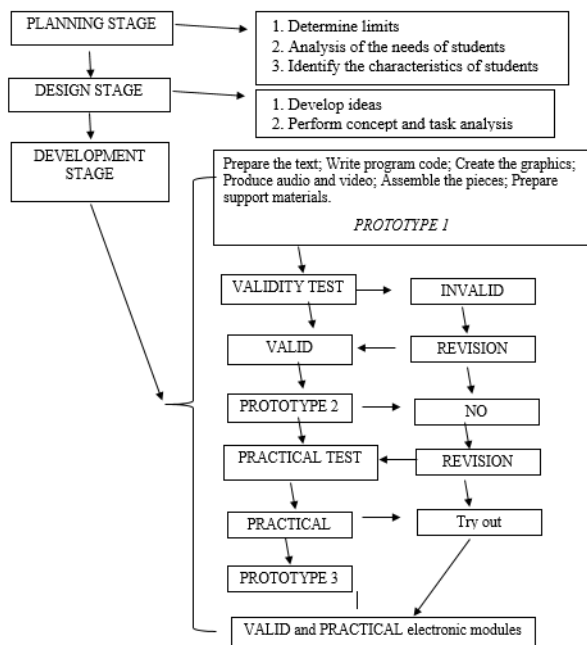 PLANNING STAGE
1. Determine limits
2. Analysis of the needs of students
3. Identify the characteristics of students
DESIGN STAGE
1. Develop ideas
2. Perform concept and task analysis
DEVELOPMENT
STAGE
Prepare the text; Write program code; Create the graphics;
Produce audio and video; Assemble the pieces; Prepare
support materials.
PROTOTYPE 1
VALIDITY TEST
INVALID
VALID
REVISION
PROTOTYPE 2
NO
PRACTICAL TEST
REVISION
PRACTICAL
Try out
PROTOTYPE 3
VALID and PRACTICAL electronic modules